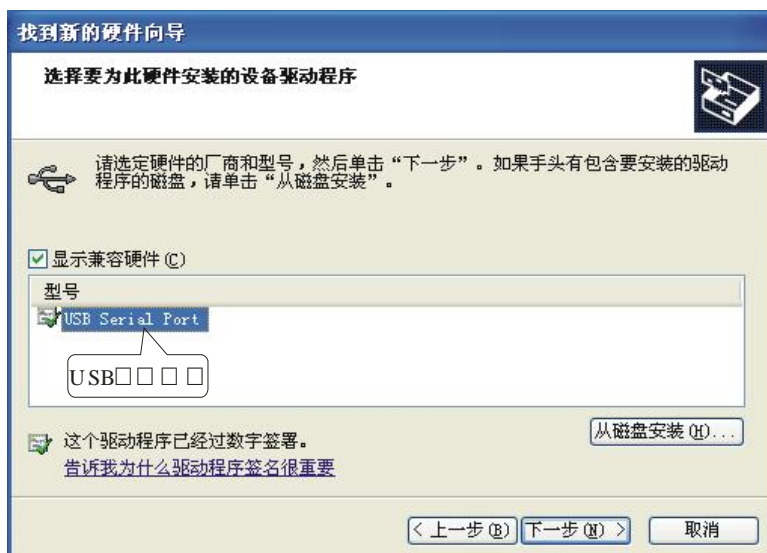 找到新的硬件向导
选择要为此硬件安装的设备驱动程序
请选定硬件的厂商和型号，然后单击“下一步”。如果手头有包含要安装的驱动
程序的磁盘，请单击“从磁盘安装”。
显示兼容硬件(C)
型号
USB Serial Port
USB□□□□
从磁盘安装(H)...
这个驱动程序已经过数字签署。
告诉我为什么驱动程序签名很重要
< 上一步(B) 下一步(N) > 取消